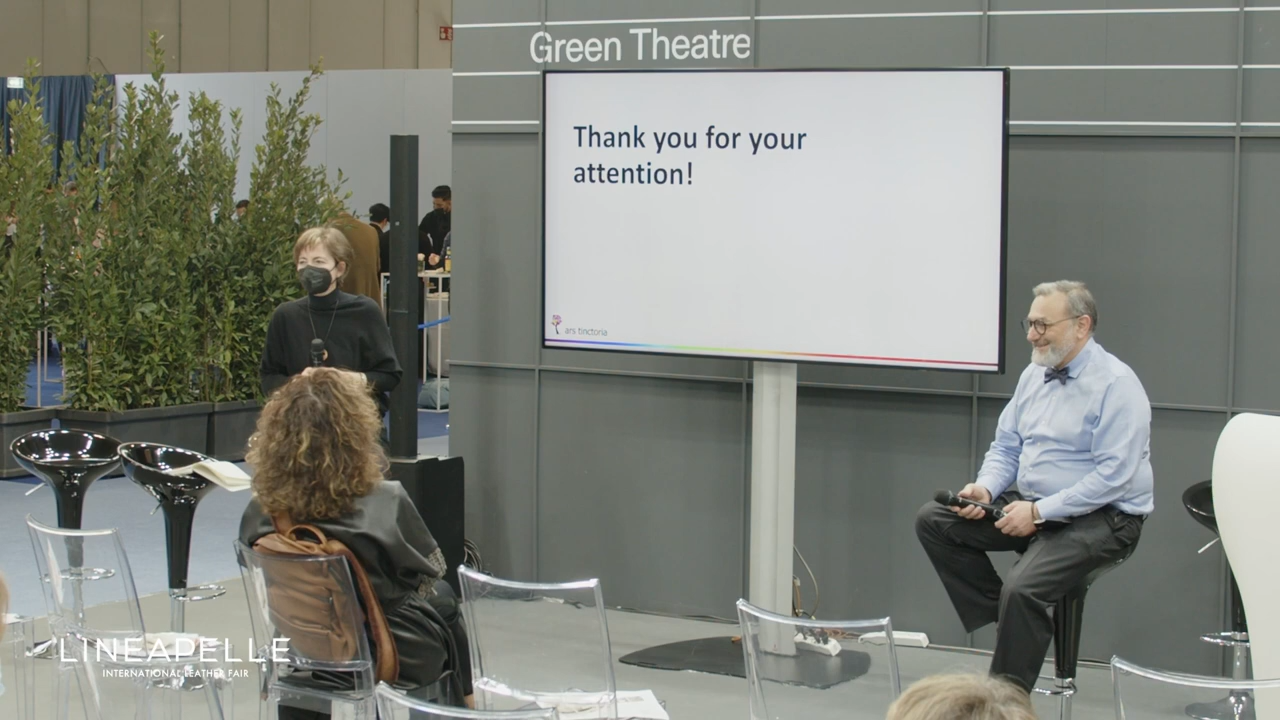 Green Theatre
Thank you for your
attention!
ars tinctoria
LINEAPELLE
INTERNATIONAL LEATHER FAIR